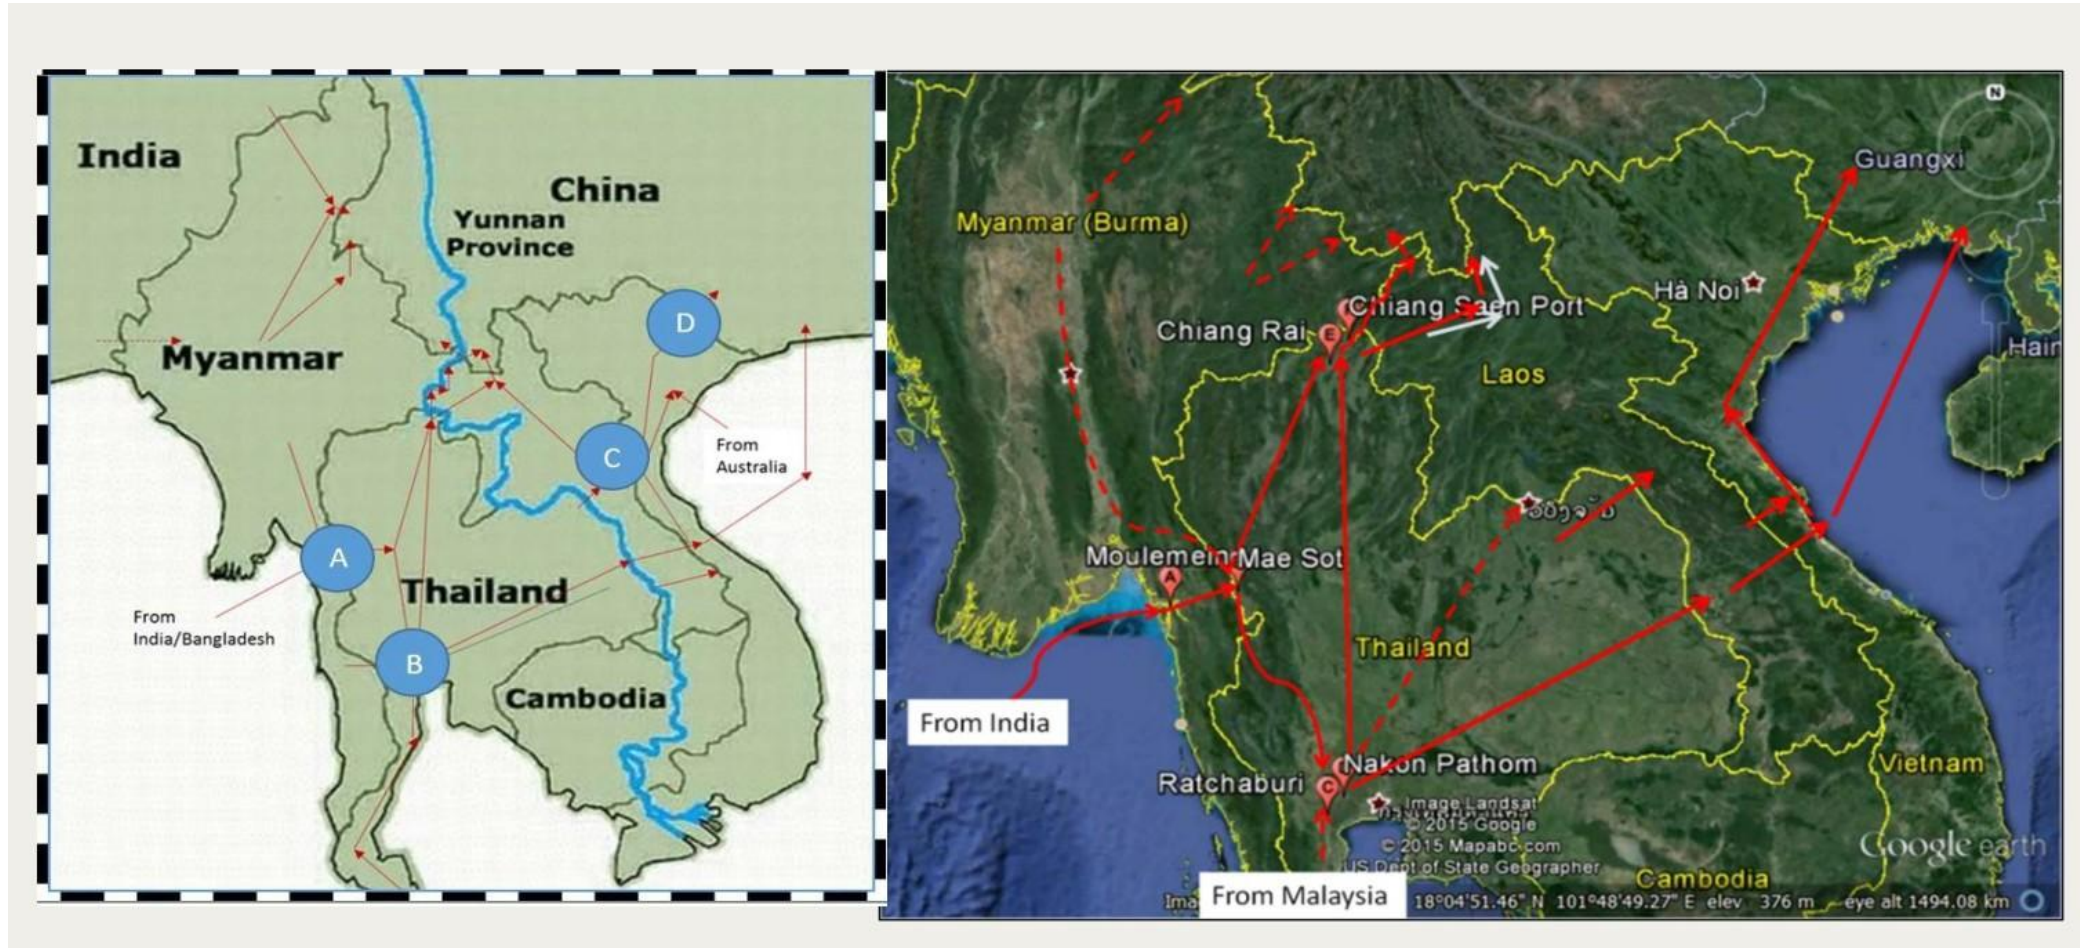 India
China
Yunnan
Province
D
Myanmar
From
Australia
C
A
Thailand
From
India/Bangladesh
B
Cambodia
N
Guangxi
Myanmar (Burma)
Hà Noi
Chiang Saen Port
Chiang Rai
E
Hain
Laos
Moulemein
Mae Sot
A
Thailand
From India
Nakon Pathom
Ratchaburi
C
Vietnam
Image Landsat
© 2015 Google
© 2015 Mapabc.com
US Dept of State Geographer
Google earth
Cambodia
From Malaysia
Ima
18°04'51.46" N 101°48'49.27" E elev 376 m eye alt 1494.08 km